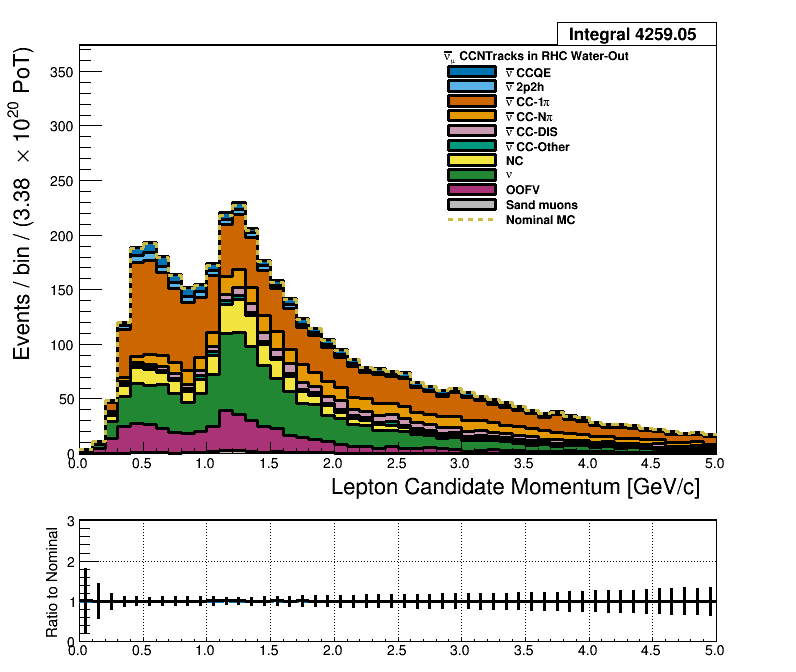 Integral 4259.05
ν̅μ CCNTracks in RHC Water-Out
ν̅ CCQE
ν̅ 2p2h
ν̅ CC-1π
ν̅ CC-Nπ
ν̅ CC-DIS
ν̅ CC-Other
NC
ν
OOFV
Sand muons
Nominal MC
Events / bin / (3.38 × 10²⁰ PoT)
350
300
250
200
150
100
50
0
0.0 0.5 1.0 1.5 2.0 2.5 3.0 3.5 4.0 4.5 5.0
Lepton Candidate Momentum [GeV/c]
Ratio to Nominal
3
2
1
0
0.0 0.5 1.0 1.5 2.0 2.5 3.0 3.5 4.0 4.5 5.0